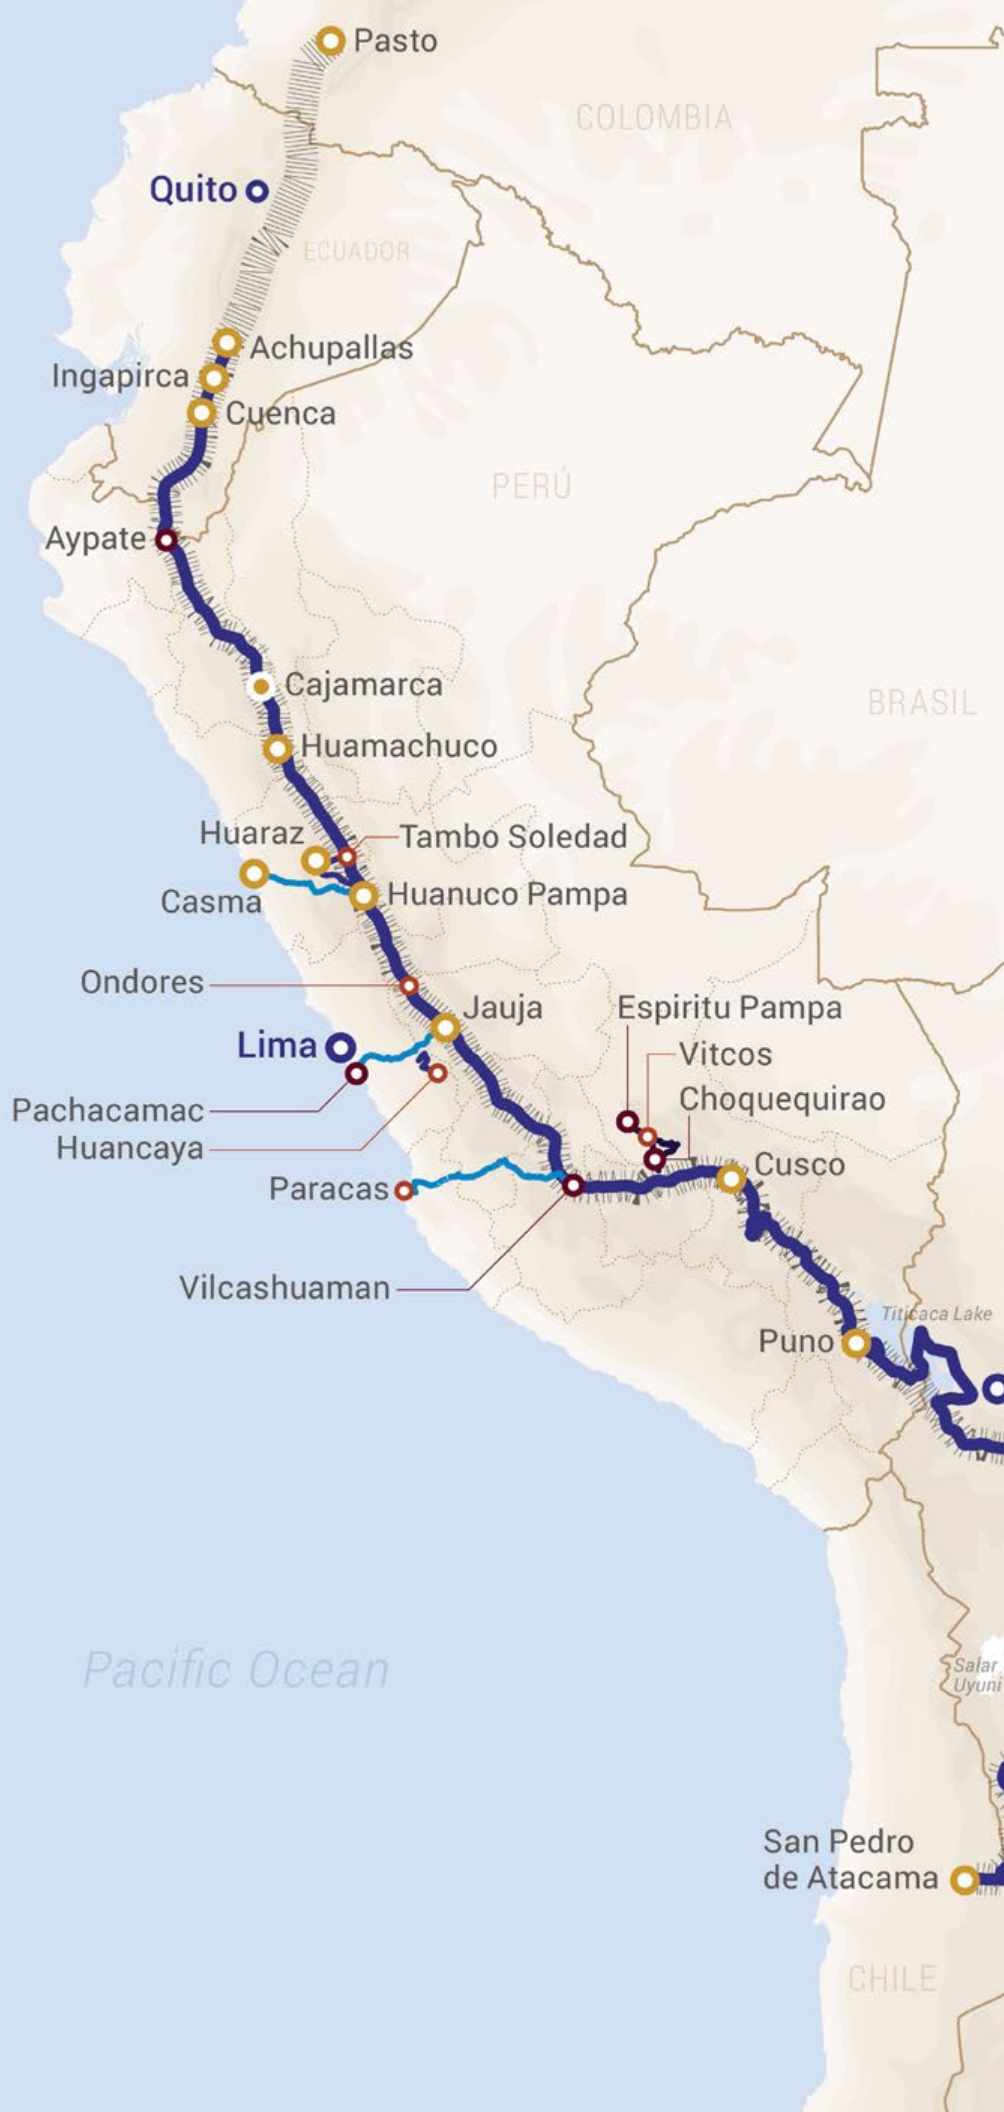 Pasto
COLOMBIA
Quito
ECUADOR
Achupallas
Ingapirca
Cuenca
PERÚ
Aypate
Cajamarca
BRASIL
Huamachuco
Huaraz
Tambo Soledad
Casma
Huanuco Pampa
Ondores
Jauja
Espiritu Pampa
Lima
Vitcos
Choquequirao
Pachacamac
Huancaya
Cusco
Paracas
Vilcashuaman
Titicaca Lake
Puno
Pacific Ocean
Salar
Uyuni
San Pedro
de Atacama
CHILE